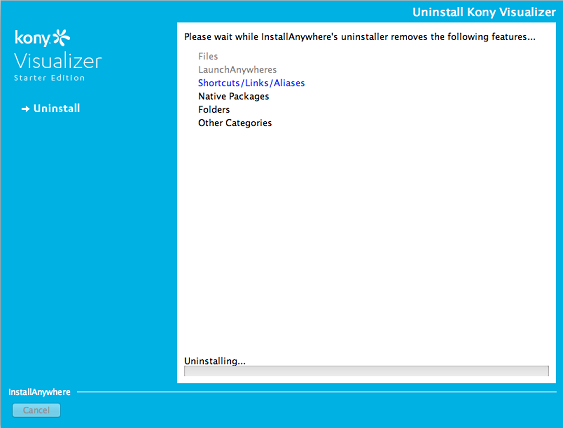 Uninstall Kony Visualizer
kony
Visualizer
Starter Edition
Uninstall
Please wait while InstallAnywhere's uninstaller removes the following features...
Files
LaunchAnywheres
Shortcuts/Links/Aliases
Native Packages
Folders
Other Categories
Uninstalling...
InstallAnywhere
Cancel